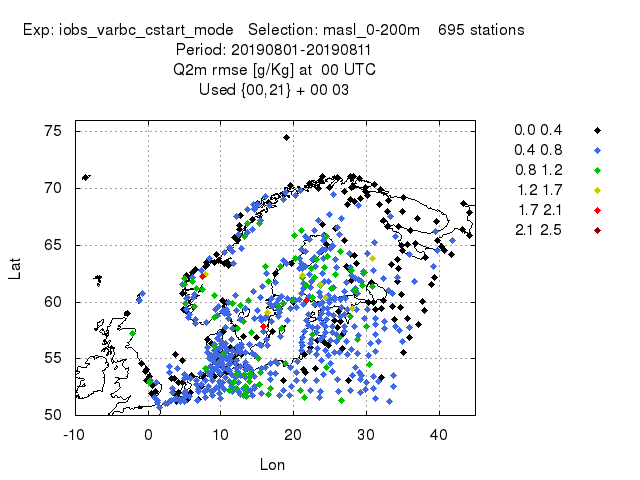 Exp: iobs_varbc_cstart_mode   Selection: masl_0-200m    695 stations
Period: 20190801-20190811
Q2m rmse [g/Kg] at  00 UTC
Used {00,21} + 00 03
75
70
65
60
55
50
-10 0 10 20 30 40
Lat
Lon
0.0 0.4
0.4 0.8
0.8 1.2
1.2 1.7
1.7 2.1
2.1 2.5